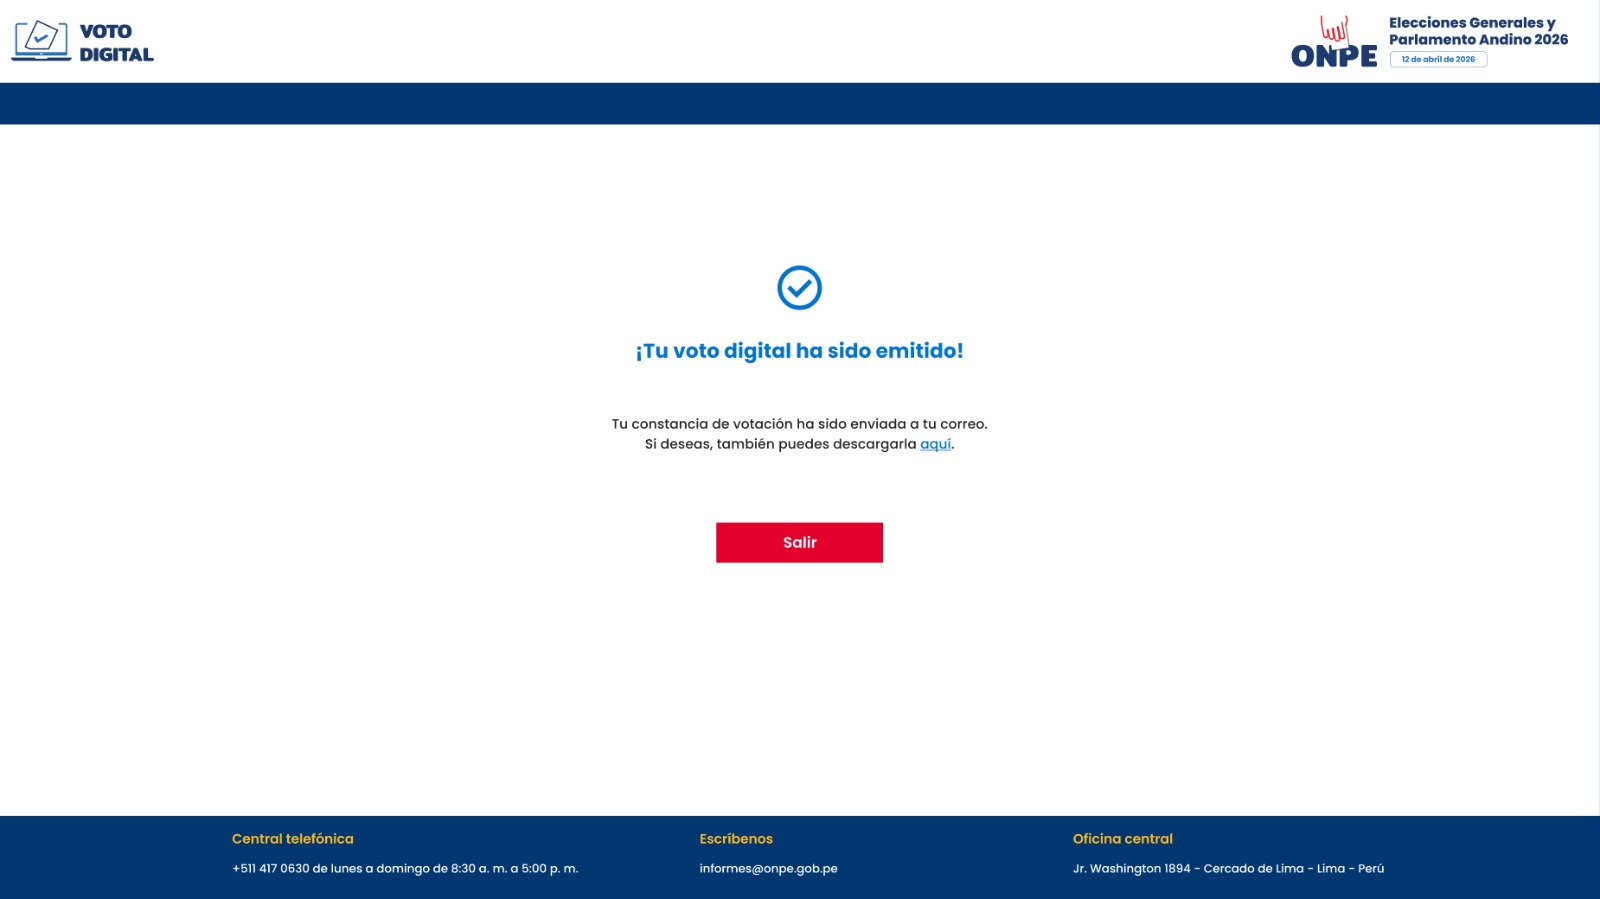 VOTO
DIGITAL
ONPE
Elecciones Generales y
Parlamento Andino 2026
12 de abril de 2026
¡Tu voto digital ha sido emitido!
Tu constancia de votación ha sido enviada a tu correo.
Si deseas, también puedes descargarla aquí.
Salir
Central telefónica
+511 417 0630 de lunes a domingo de 8:30 a. m. a 5:00 p. m.
Escríbenos
informes@onpe.gob.pe
Oficina central
Jr. Washington 1894 - Cercado de Lima - Lima - Perú